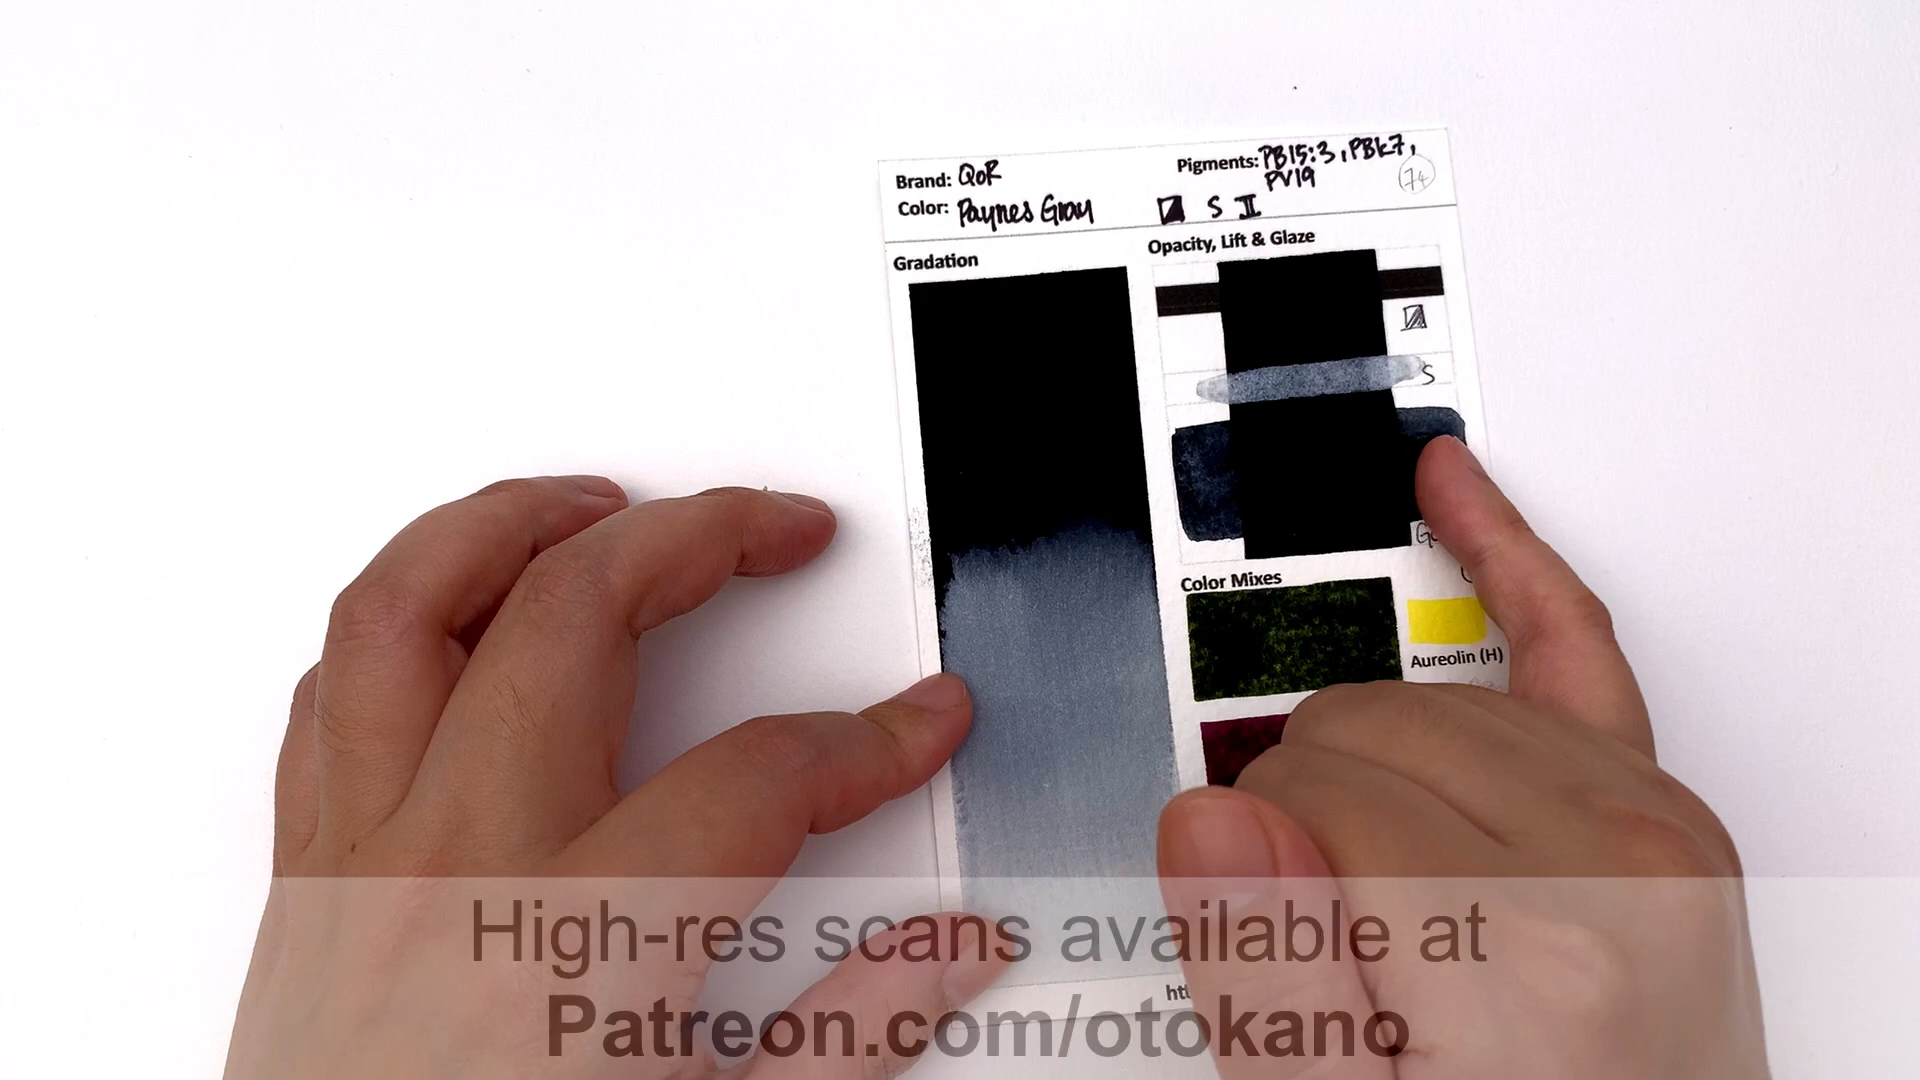 Brand: QoR
Color: Paynes Gray
Pigments: PB15:3, PBk7,
PV19
74
S II
Gradation
Opacity, Lift & Glaze
S
Color Mixes
Aureolin (H)
High-res scans available at
Patreon.com/otokano